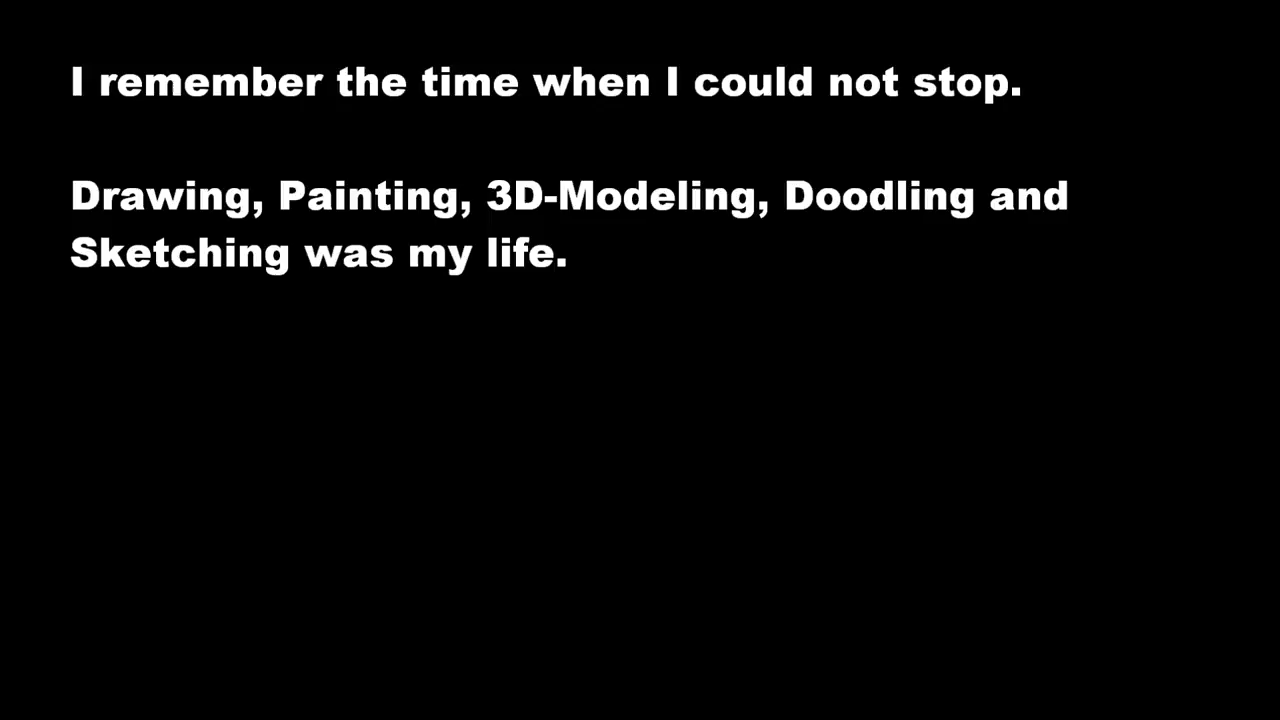 I remember the time when I could not stop.
Drawing, Painting, 3D-Modeling, Doodling and
Sketching was my life.